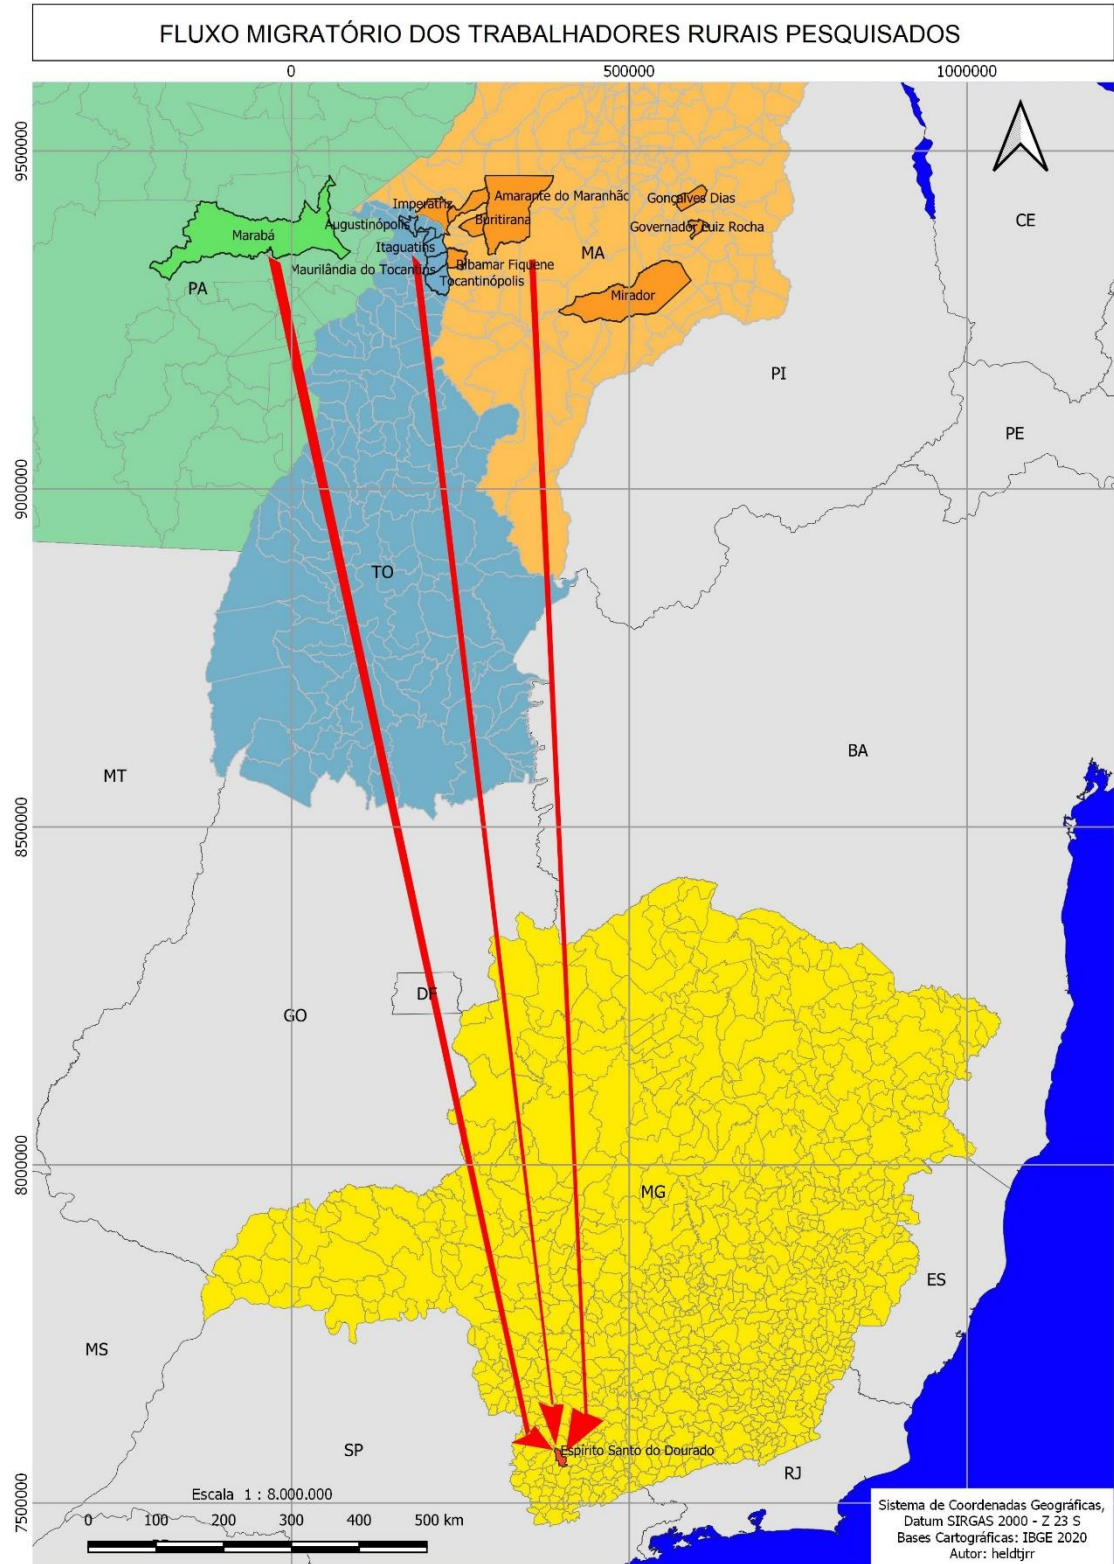 FLUXO MIGRATÓRIO DOS TRABALHADORES RURAIS PESQUISADOS
0
500000
1000000
9500000
9000000
8500000
8000000
7500000
Imperatriz
Amarante do Maranhão
Gonçalves Dias
Augustinópolis
Buritirana
Governador Luiz Rocha
CE
Marabá
Itaguatins
MA
Maurilândia do Tocantins
Ribamar Fiquene
Tocantinópolis
PA
Mirador
PI
PE
TO
MT
BA
DF
GO
MG
ES
MS
SP
Espírito Santo do Dourado
RJ
Escala 1 : 8.000.000
0 100 200 300 400 500 km
Sistema de Coordenadas Geográficas,
Datum SIRGAS 2000 - Z 23 S
Bases Cartográficas: IBGE 2020
Autor: heldtjrr